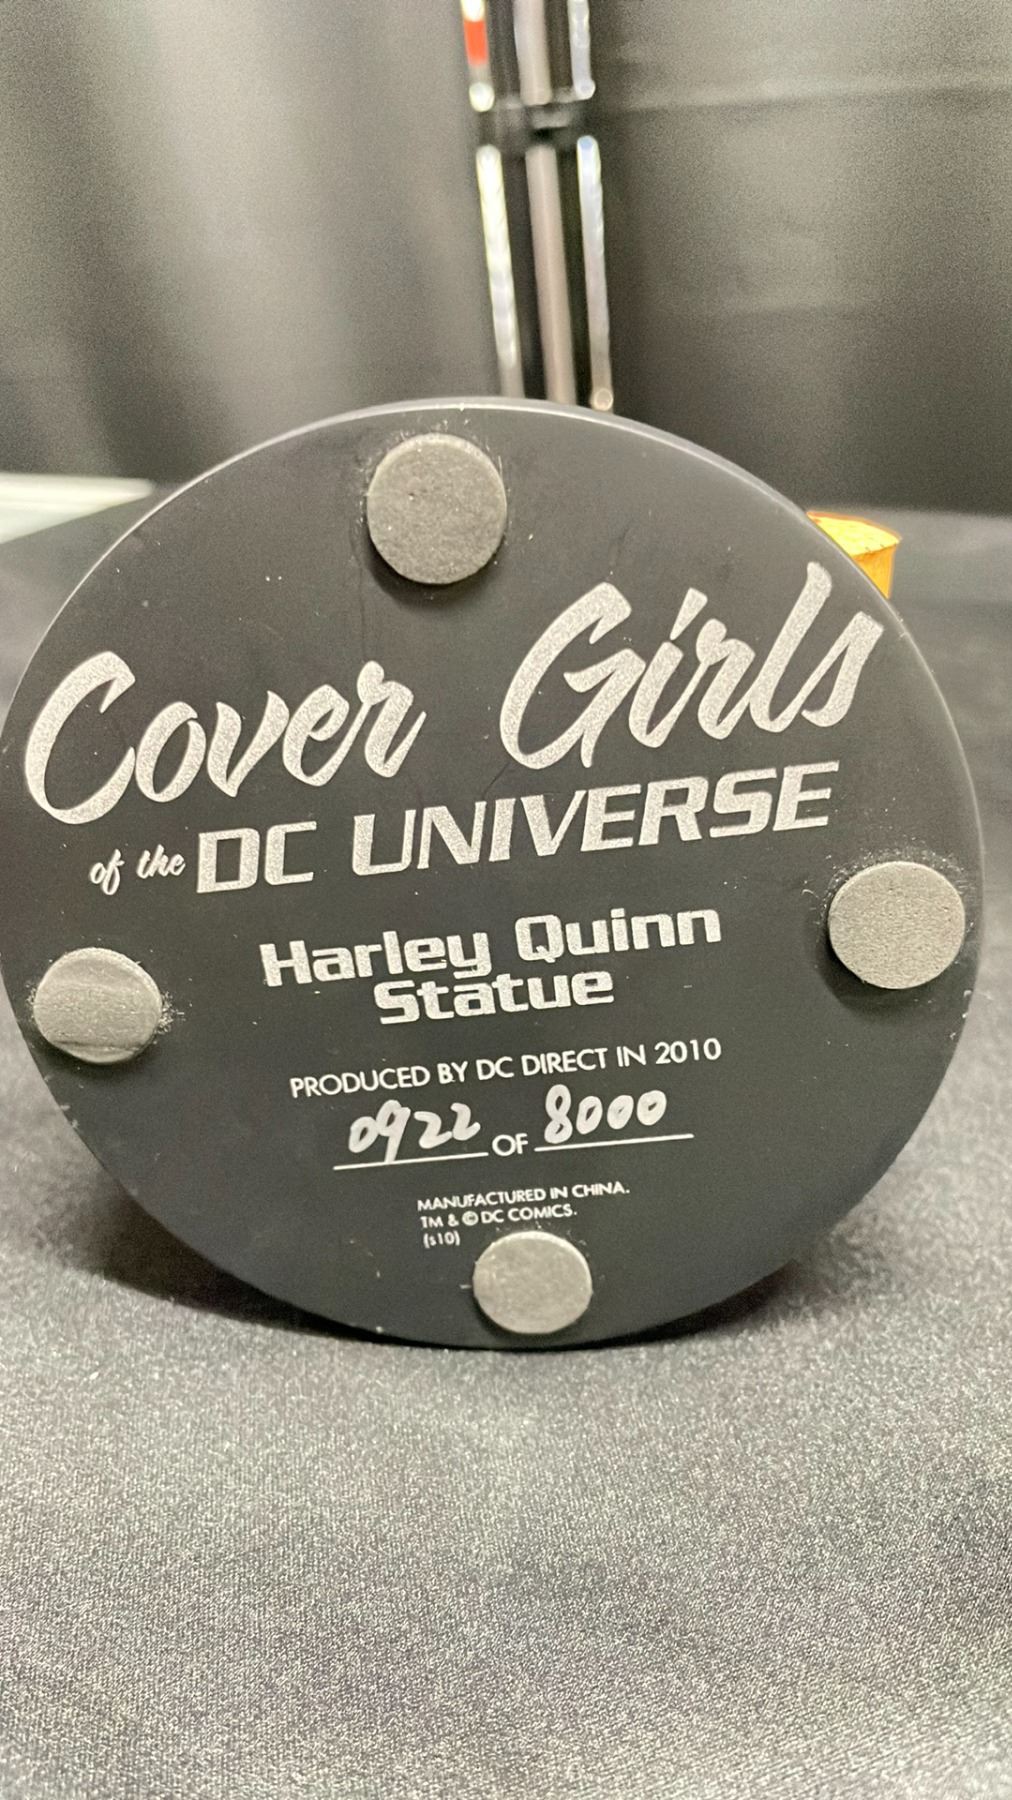 Cover Girls
of the DC UNIVERSE
Harley Quinn
Statue
PRODUCED BY DC DIRECT IN 2010
0922 OF 8000
MANUFACTURED IN CHINA.
TM & © DC COMICS.
(s10)